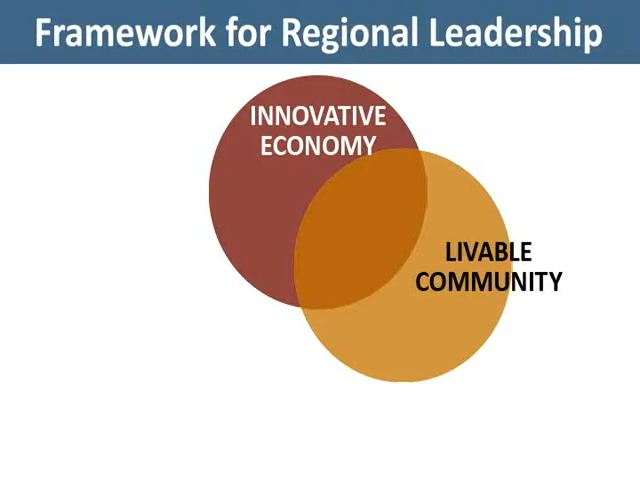 Framework for Regional Leadership
INNOVATIVE
ECONOMY
LIVABLE
COMMUNITY